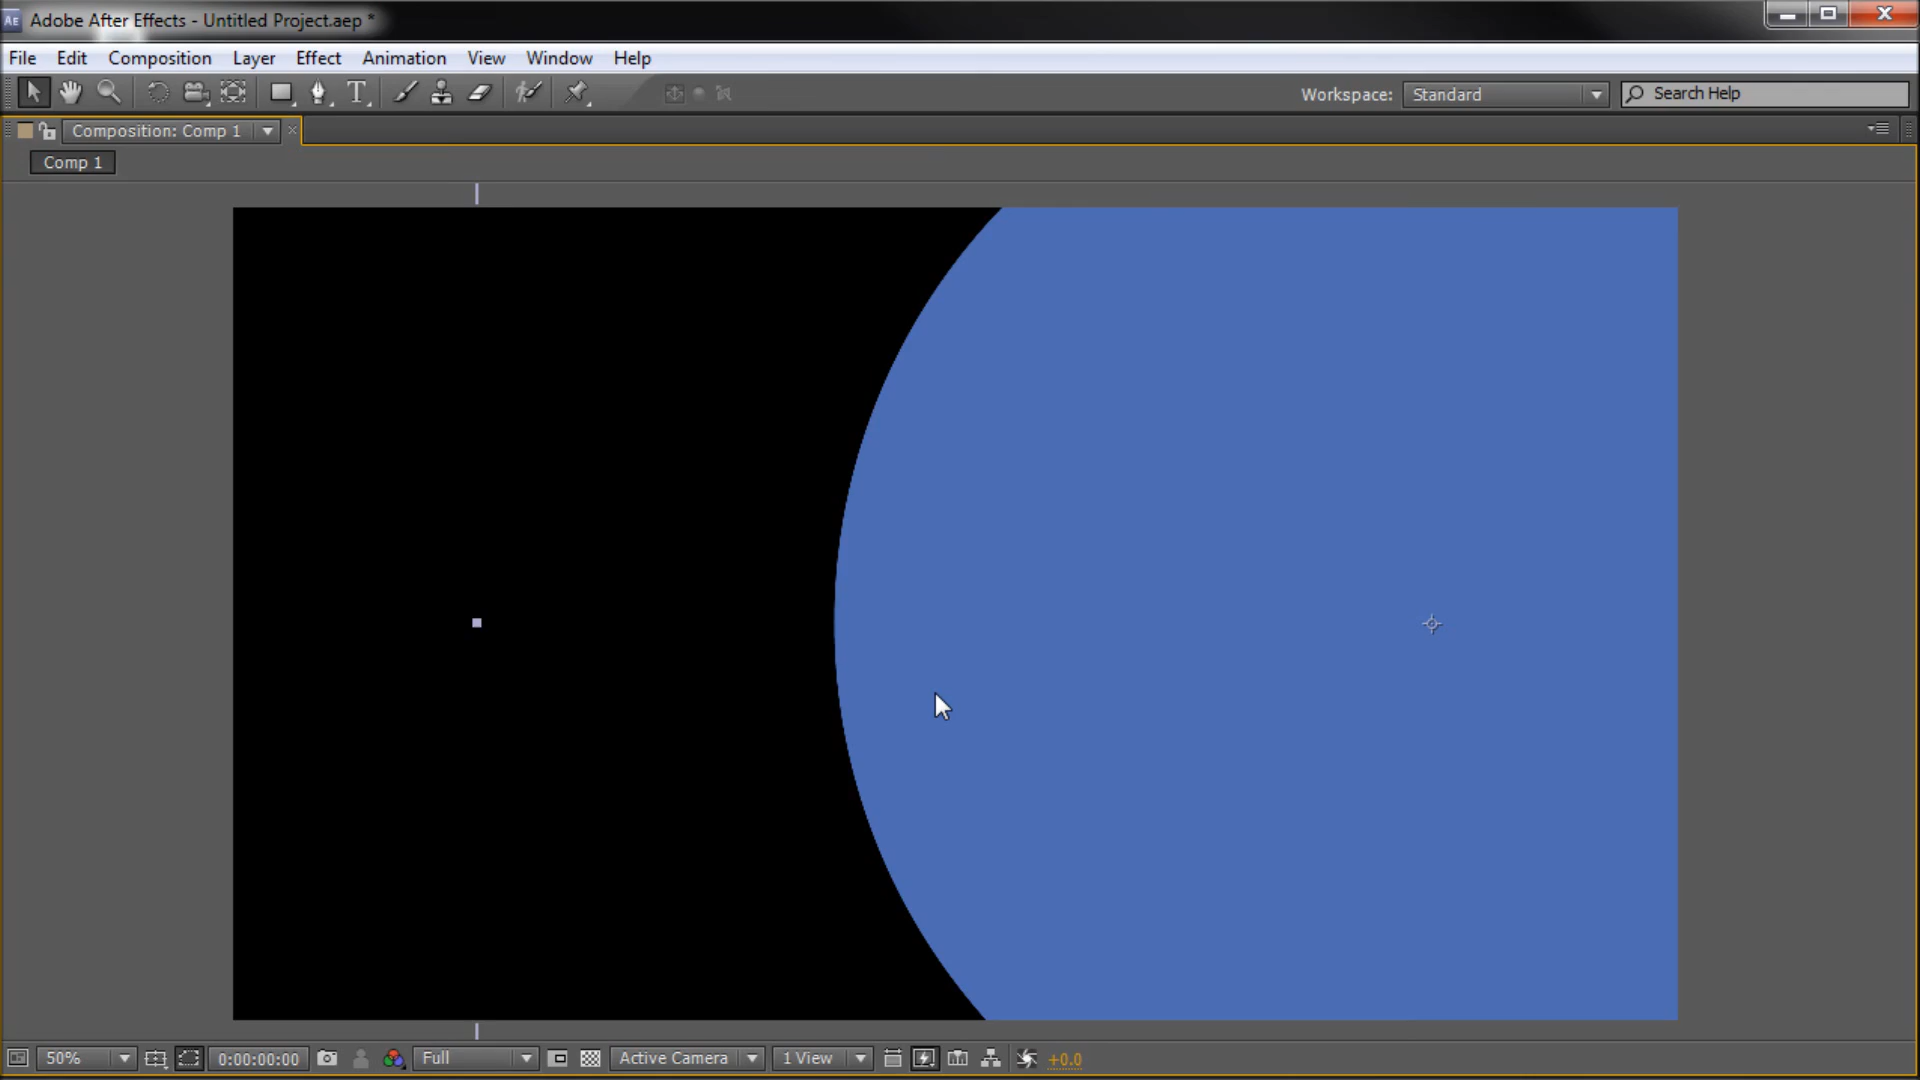 AE Adobe After Effects - Untitled Project.aep *
File Edit Composition Layer Effect Animation View Window Help
T Workspace: Standard Search Help
Composition: Comp 1
Comp 1
50% 0:00:00:00 Full Active Camera 1 View +0.0